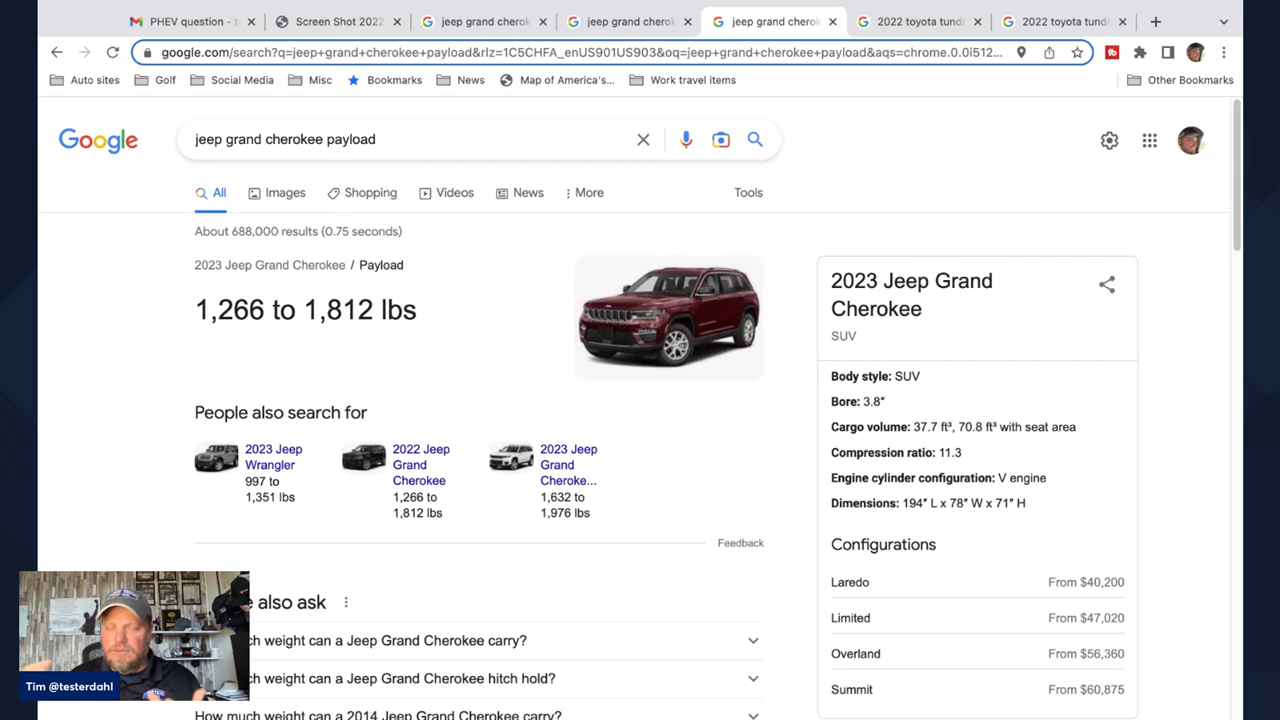 PHEV question - t
Screen Shot 2022
jeep grand cherok
jeep grand cherok
jeep grand cherok
2022 toyota tundr
2022 toyota tundr
google.com/search?q=jeep+grand+cherokee+payload&rlz=1C5CHFA_enUS901US903&oq=jeep+grand+cherokee+payload&aqs=chrome.0.0i512...
Auto sites
Golf
Social Media
Misc
Bookmarks
News
Map of America's...
Work travel items
Other Bookmarks
Google
jeep grand cherokee payload
All
Images
Shopping
Videos
News
More
Tools
About 688,000 results (0.75 seconds)
2023 Jeep Grand Cherokee / Payload
1,266 to 1,812 lbs
People also search for
2023 Jeep
Wrangler
997 to
1,351 lbs
2022 Jeep
Grand
Cherokee
1,266 to
1,812 lbs
2023 Jeep
Grand
Cheroke...
1,632 to
1,976 lbs
Feedback
also ask
ch weight can a Jeep Grand Cherokee carry?
ch weight can a Jeep Grand Cherokee hitch hold?
How much weight can a 2014 Jeep Grand Cherokee carry?
2023 Jeep Grand
Cherokee
SUV
Body style: SUV
Bore: 3.8″
Cargo volume: 37.7 ft³, 70.8 ft³ with seat area
Compression ratio: 11.3
Engine cylinder configuration: V engine
Dimensions: 194″ L x 78″ W x 71″ H
Configurations
Laredo From $40,200
Limited From $47,020
Overland From $56,360
Summit From $60,875
Tim @testerdahl